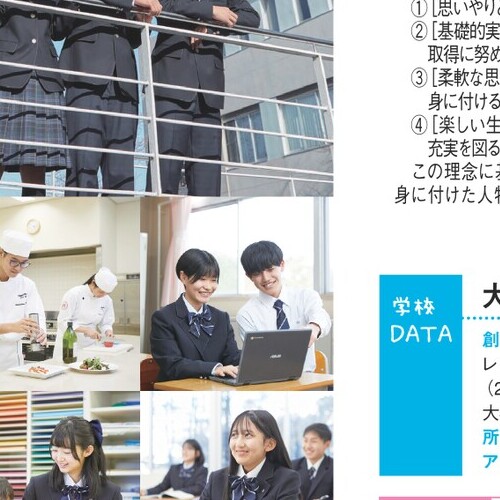 ①[思いやり
②[基礎的実
取得に努め
③[柔軟な思
身に付ける
④[楽しい生
充実を図る
この理念に
身に付けた人
学校
DATA
大
創
レ
(2
大
所
ア
ASUS